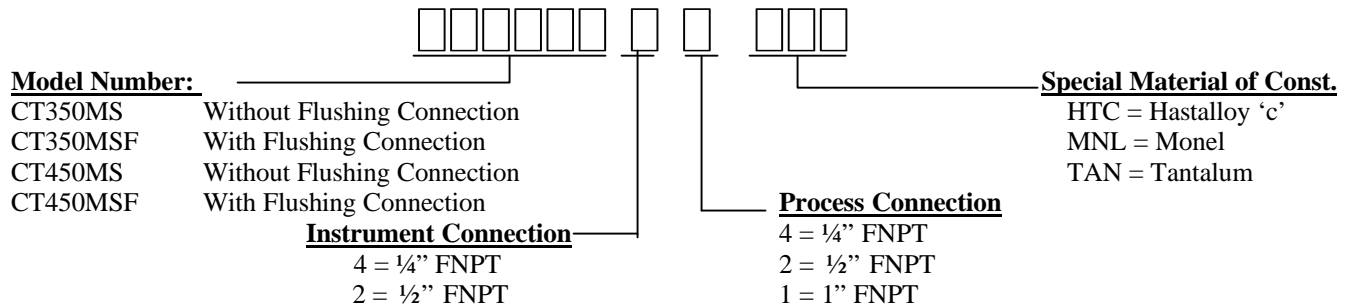 Model Number:
CT350MS Without Flushing Connection
CT350MSF With Flushing Connection
CT450MS Without Flushing Connection
CT450MSF With Flushing Connection
Instrument Connection
4 = ¼” FNPT
2 = ½” FNPT
Process Connection
4 = ¼” FNPT
2 = ½” FNPT
1 = 1” FNPT
Special Material of Const.
HTC = Hastalloy ‘c’
MNL = Monel
TAN = Tantalum